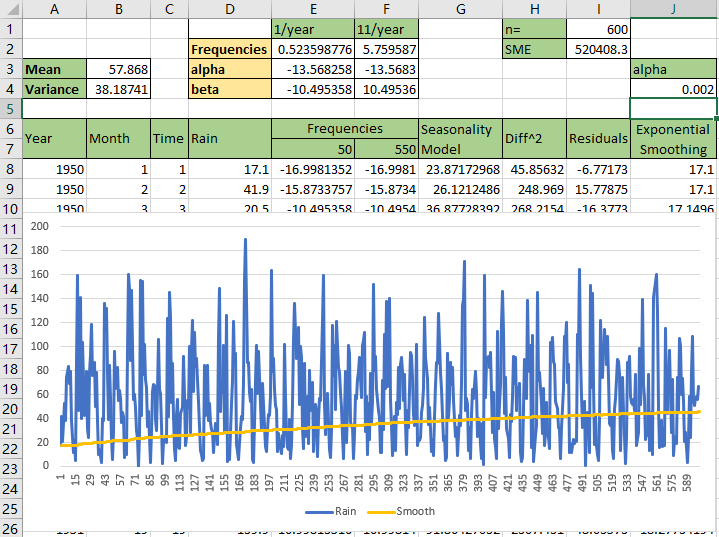 A B C D E F G H I J
1 1/year 11/year n= 600
2 Frequencies 0.523598776 5.759587 SME 520408.3
3 Mean 57.868 alpha -13.568258 -13.5683 alpha
4 Variance 38.18741 beta -10.495358 10.49536 0.002
5
6 Frequencies Seasonality Exponential
Year Month Time Rain Diff^2 Residuals
7 50 550 Model Smoothing
8 1950 1 1 17.1 -16.9981352 -16.9981 23.87172968 45.85632 -6.77173 17.1
9 1950 2 2 41.9 -15.8733757 -15.8734 26.1212486 248.969 15.77875 17.1
10 1950 3 3 20.5 -10.495358 -10.4954 36.87728392 268.2154 -16.3773 17.1496
11 200
12 180
13 160
14 140
15 120
16 100
17 80
18 60
19 40
20 20
21 0
22
23
24
25
26
1 15 29 43 57 71 85 99 113 127 141 155 169 183 197 211 225 239 253 267 281 295 309 323 337 351 365 379 393 407 421 435 449 463 477 491 505 519 533 547 561 575 589
Rain Smooth